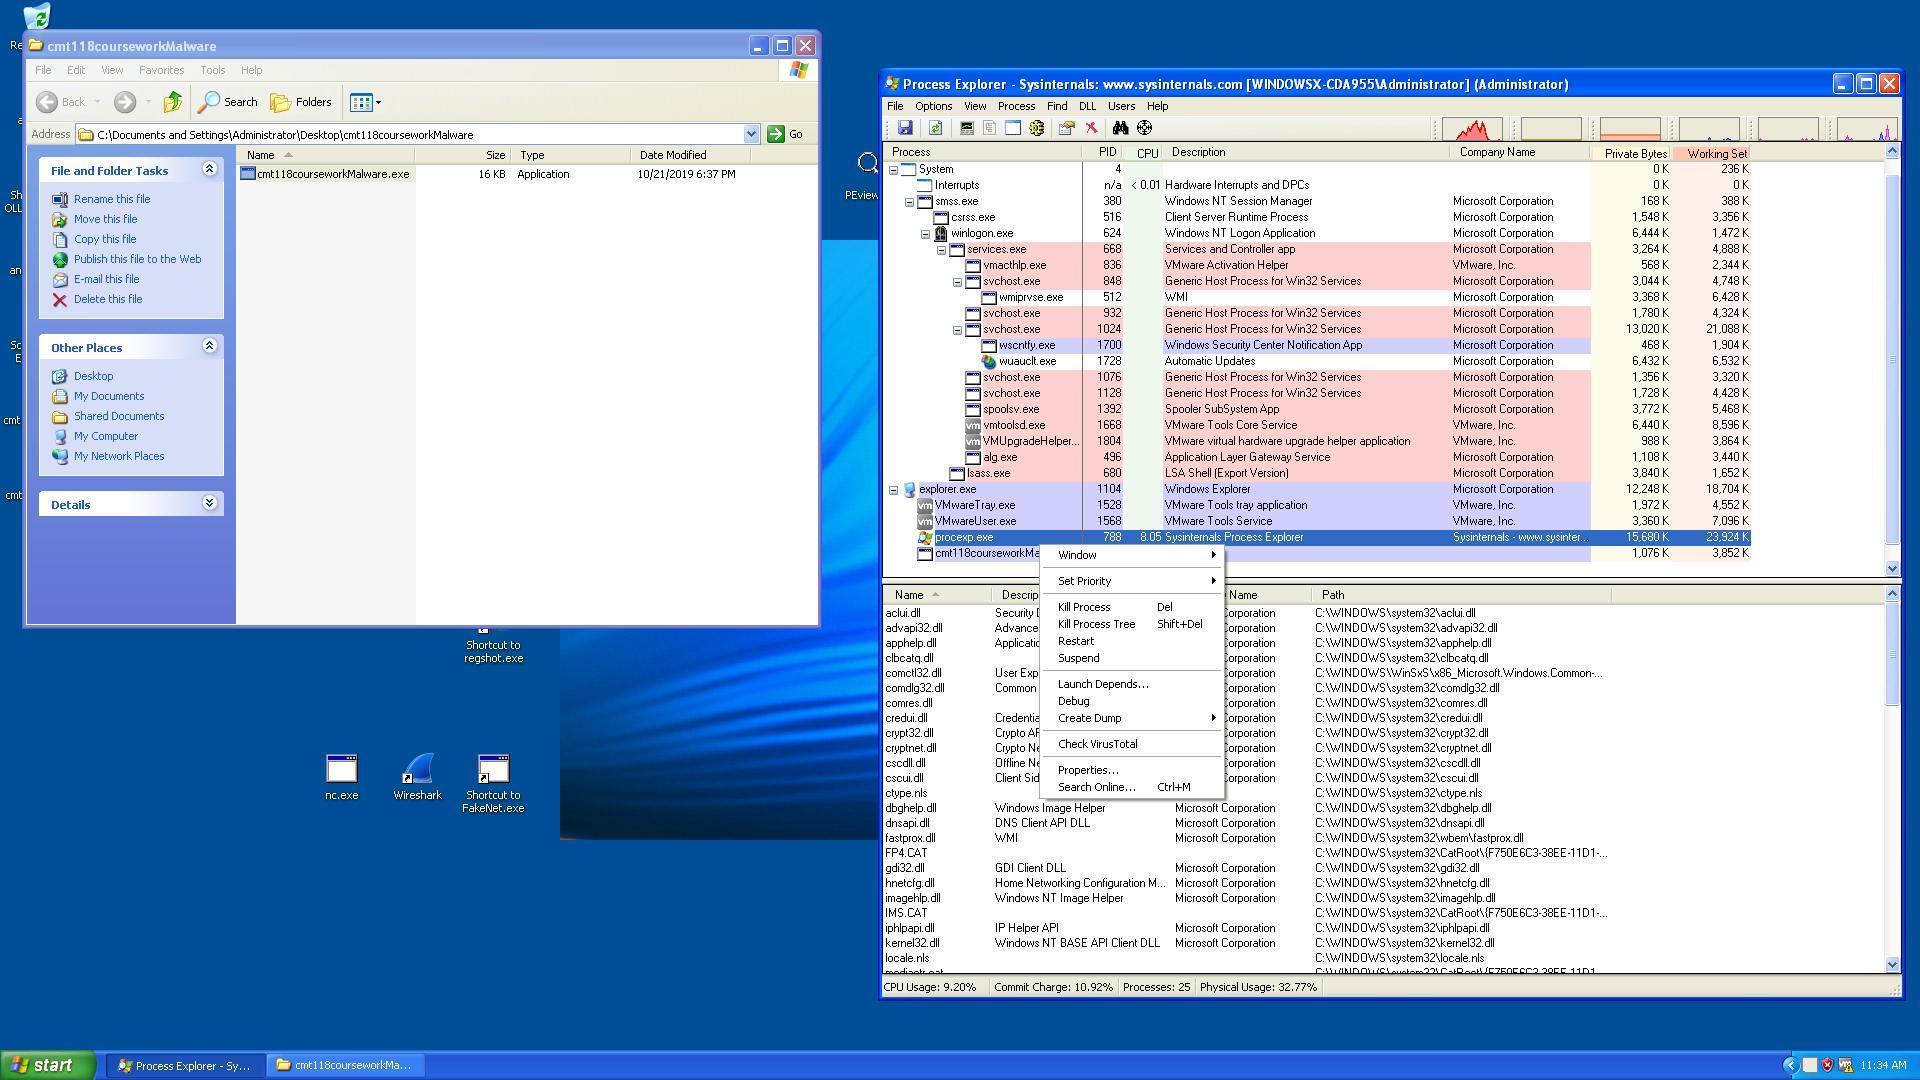 Re
cmt118courseworkMalware
File Edit View Favorites Tools Help
Back Search Folders
Address C:\Documents and Settings\Administrator\Desktop\cmt118courseworkMalware Go
File and Folder Tasks
Rename this file
Move this file
Copy this file
Publish this file to the Web
E-mail this file
Delete this file
Other Places
Desktop
My Documents
Shared Documents
My Computer
My Network Places
Details
Name Size Type Date Modified
cmt118courseworkMalware.exe 16 KB Application 10/21/2019 6:37 PM
Sh
OLL
an
Sc
E
cmt
cmt
PEview
Shortcut to
regshot.exe
nc.exe
Wireshark
Shortcut to
FakeNet.exe
Process Explorer - Sysinternals: www.sysinternals.com [WINDOWSX-CDA955\Administrator] (Administrator)
File Options View Process Find DLL Users Help
Process PID CPU Description Company Name Private Bytes Working Set
System 4 0 K 236 K
Interrupts n/a < 0.01 Hardware Interrupts and DPCs 0 K 0 K
smss.exe 380 Windows NT Session Manager Microsoft Corporation 168 K 388 K
csrss.exe 516 Client Server Runtime Process Microsoft Corporation 1,548 K 3,356 K
winlogon.exe 624 Windows NT Logon Application Microsoft Corporation 6,444 K 1,472 K
services.exe 668 Services and Controller app Microsoft Corporation 3,264 K 4,888 K
vmacthlp.exe 836 VMware Activation Helper VMware, Inc. 568 K 2,344 K
svchost.exe 848 Generic Host Process for Win32 Services Microsoft Corporation 3,044 K 4,748 K
wmiprvse.exe 512 WMI Microsoft Corporation 3,368 K 6,428 K
svchost.exe 932 Generic Host Process for Win32 Services Microsoft Corporation 1,780 K 4,324 K
svchost.exe 1024 Generic Host Process for Win32 Services Microsoft Corporation 13,020 K 21,088 K
wscntfy.exe 1700 Windows Security Center Notification App Microsoft Corporation 468 K 1,904 K
wuauclt.exe 1728 Automatic Updates Microsoft Corporation 6,432 K 6,532 K
svchost.exe 1076 Generic Host Process for Win32 Services Microsoft Corporation 1,356 K 3,320 K
svchost.exe 1128 Generic Host Process for Win32 Services Microsoft Corporation 1,728 K 4,428 K
spoolsv.exe 1392 Spooler SubSystem App Microsoft Corporation 3,772 K 5,468 K
vmtoolsd.exe 1668 VMware Tools Core Service VMware, Inc. 6,440 K 8,596 K
VMUpgradeHelper... 1804 VMware virtual hardware upgrade helper application VMware, Inc. 988 K 3,864 K
alg.exe 496 Application Layer Gateway Service Microsoft Corporation 1,108 K 3,440 K
lsass.exe 680 LSA Shell (Export Version) Microsoft Corporation 3,840 K 1,652 K
explorer.exe 1104 Windows Explorer Microsoft Corporation 12,248 K 18,704 K
VMwareTray.exe 1528 VMware Tools tray application VMware, Inc. 1,972 K 4,552 K
VMwareUser.exe 1568 VMware Tools Service VMware, Inc. 3,360 K 7,096 K
procexp.exe 788 8.05 Sysinternals Process Explorer Sysinternals - www.sysinter... 15,680 K 23,924 K
cmt118courseworkMa 1,076 K 3,852 K
Window
Set Priority
Kill Process Del
Kill Process Tree Shift+Del
Restart
Suspend
Launch Depends...
Debug
Create Dump
Check VirusTotal
Properties...
Search Online... Ctrl+M
Name Descrip Name Path
aclui.dll Security D orporation C:\WINDOWS\system32\aclui.dll
advapi32.dll Advance orporation C:\WINDOWS\system32\advapi32.dll
apphelp.dll Applicatio orporation C:\WINDOWS\system32\apphelp.dll
clbcatq.dll orporation C:\WINDOWS\system32\clbcatq.dll
comctl32.dll User Exp orporation C:\WINDOWS\WinSxS\x86_Microsoft.Windows.Common-...
comdlg32.dll Common orporation C:\WINDOWS\system32\comdlg32.dll
comres.dll orporation C:\WINDOWS\system32\comres.dll
credui.dll Credentia orporation C:\WINDOWS\system32\credui.dll
crypt32.dll Crypto AP orporation C:\WINDOWS\system32\crypt32.dll
cryptnet.dll Crypto Ne orporation C:\WINDOWS\system32\cryptnet.dll
cscdll.dll Offline Ne orporation C:\WINDOWS\system32\cscdll.dll
cscui.dll Client Sid orporation C:\WINDOWS\system32\cscui.dll
ctype.nls C:\WINDOWS\system32\ctype.nls
dbghelp.dll Windows Image Helper Microsoft Corporation C:\WINDOWS\system32\dbghelp.dll
dnsapi.dll DNS Client API DLL Microsoft Corporation C:\WINDOWS\system32\dnsapi.dll
fastprox.dll WMI Microsoft Corporation C:\WINDOWS\system32\wbem\fastprox.dll
FP4.CAT C:\WINDOWS\system32\CatRoot\{F750E6C3-38EE-11D1-...
gdi32.dll GDI Client DLL Microsoft Corporation C:\WINDOWS\system32\gdi32.dll
hnetcfg.dll Home Networking Configuration M... Microsoft Corporation C:\WINDOWS\system32\hnetcfg.dll
imagehlp.dll Windows NT Image Helper Microsoft Corporation C:\WINDOWS\system32\imagehlp.dll
IMS.CAT C:\WINDOWS\system32\CatRoot\{F750E6C3-38EE-11D1-...
iphlpapi.dll IP Helper API Microsoft Corporation C:\WINDOWS\system32\iphlpapi.dll
kernel32.dll Windows NT BASE API Client DLL Microsoft Corporation C:\WINDOWS\system32\kernel32.dll
locale.nls C:\WINDOWS\system32\locale.nls
CPU Usage: 9.20% Commit Charge: 10.92% Processes: 25 Physical Usage: 32.77%
start Process Explorer - Sy... cmt118courseworkMa... 11:34 AM